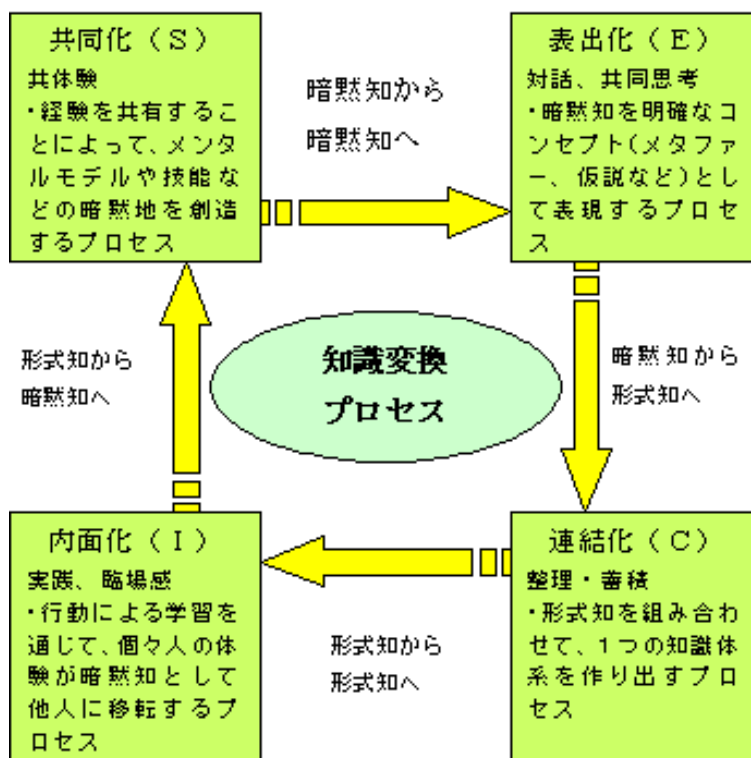 共同化（S）
共体験
・経験を共有するこ
とによって、メンタ
ルモデルや技能な
どの暗黙地を創造
するプロセス
暗黙知から
暗黙知へ
表出化（E）
対話、共同思考
・暗黙知を明確なコ
ンセプト(メタファ
ー、仮説など)とし
て表現するプロセ
ス
形式知から
暗黙知へ
知識変換
プロセス
暗黙知から
形式知へ
内面化（I）
実践、臨場感
・行動による学習を
通じて、個々人の体
験が暗黙知として
他人に移転するプ
ロセス
形式知から
形式知へ
連結化（C）
整理・蓄積
・形式知を組み合わ
せて、1つの知識体
系を作り出すプロ
セス